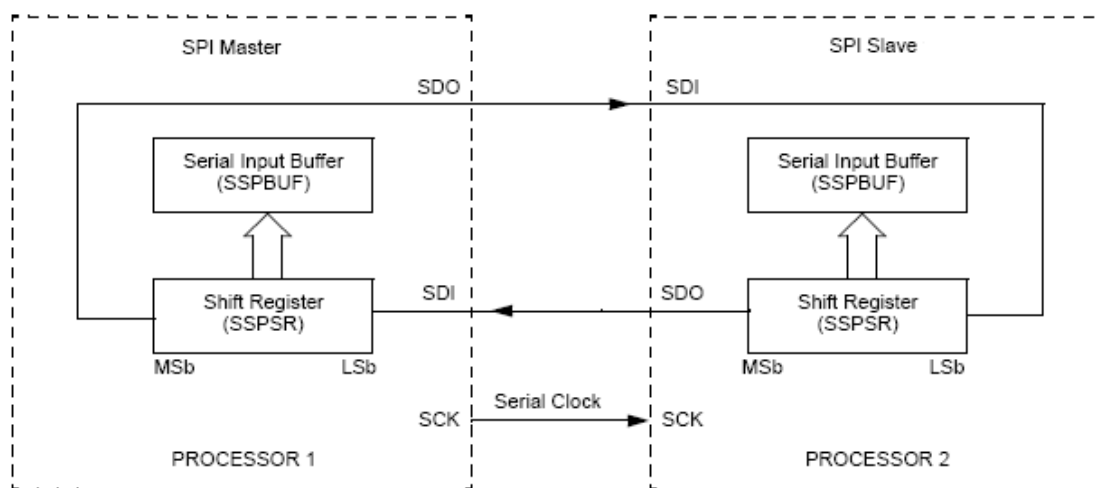 SPI Master
SPI Slave
SDO
SDI
Serial Input Buffer
(SSPBUF)
Serial Input Buffer
(SSPBUF)
SDI
SDO
Shift Register
(SSPSR)
Shift Register
(SSPSR)
MSb
LSb
MSb
LSb
Serial Clock
SCK
SCK
PROCESSOR 1
PROCESSOR 2